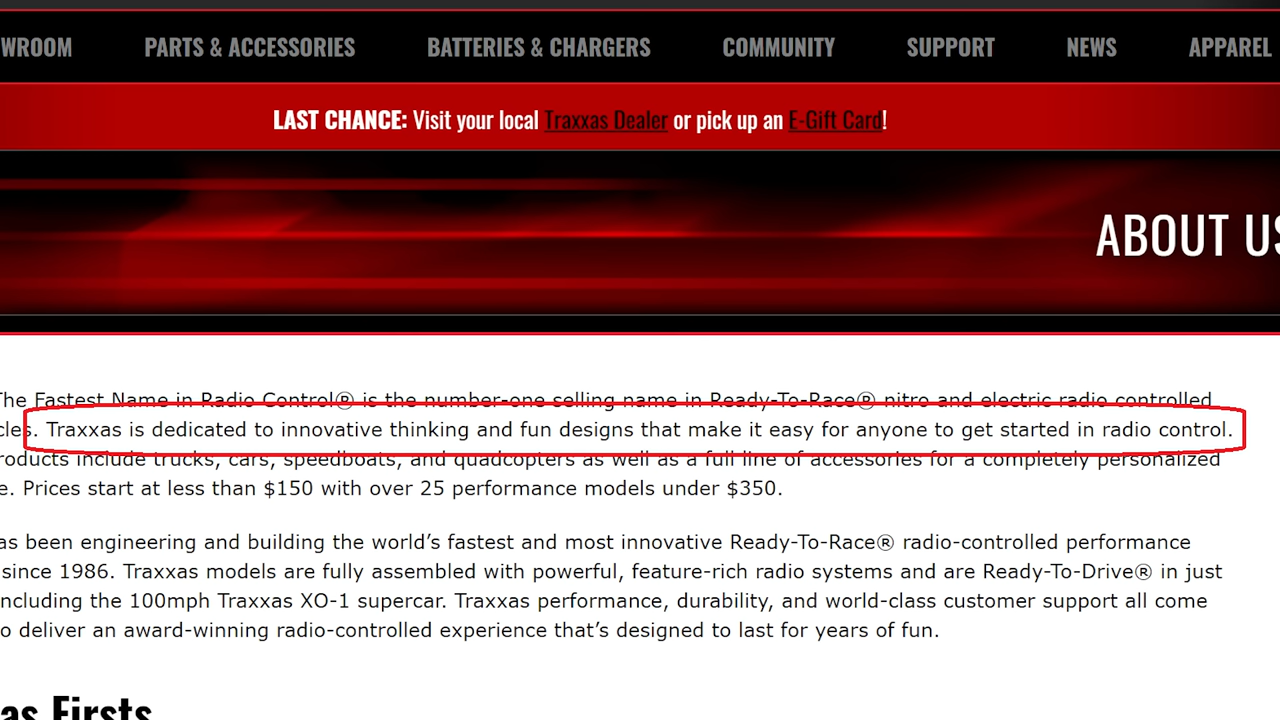 WROOM PARTS & ACCESSORIES BATTERIES & CHARGERS COMMUNITY SUPPORT NEWS APPAREL
LAST CHANCE: Visit your local Traxxas Dealer or pick up an E-Gift Card!
ABOUT US
The Fastest Name in Radio Control® is the number-one selling name in Ready-To-Race® nitro and electric radio controlled
cles. Traxxas is dedicated to innovative thinking and fun designs that make it easy for anyone to get started in radio control.
roducts include trucks, cars, speedboats, and quadcopters as well as a full line of accessories for a completely personalized
e. Prices start at less than $150 with over 25 performance models under $350.
as been engineering and building the world's fastest and most innovative Ready-To-Race® radio-controlled performance
since 1986. Traxxas models are fully assembled with powerful, feature-rich radio systems and are Ready-To-Drive® in just
ncluding the 100mph Traxxas XO-1 supercar. Traxxas performance, durability, and world-class customer support all come
o deliver an award-winning radio-controlled experience that's designed to last for years of fun.
as Firsts